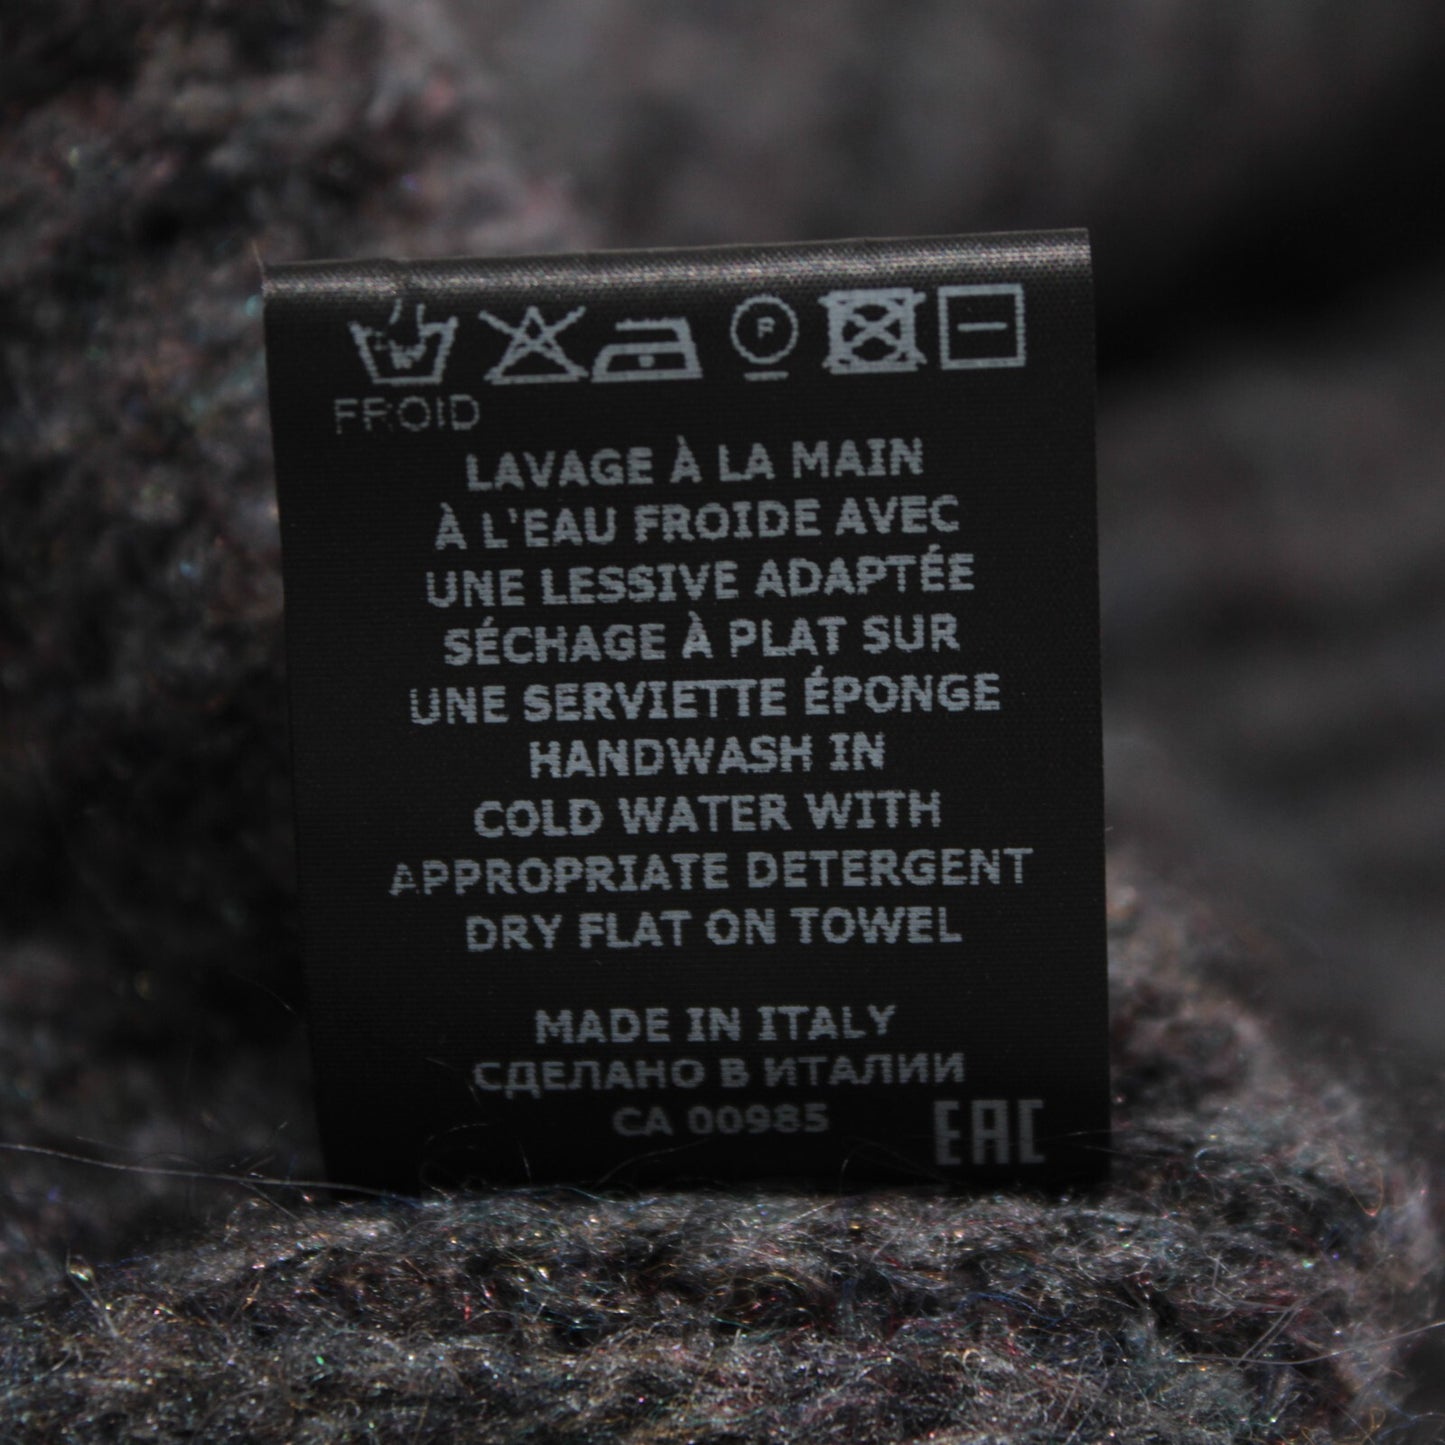 W P
FROID
LAVAGE À LA MAIN
À L'EAU FROIDE AVEC
UNE LESSIVE ADAPTÉE
SÉCHAGE À PLAT SUR
UNE SERVIETTE ÉPONGE
HANDWASH IN
COLD WATER WITH
APPROPRIATE DETERGENT
DRY FLAT ON TOWEL
MADE IN ITALY
СДЕЛАНО В ИТАЛИИ
CA 00985
EAC